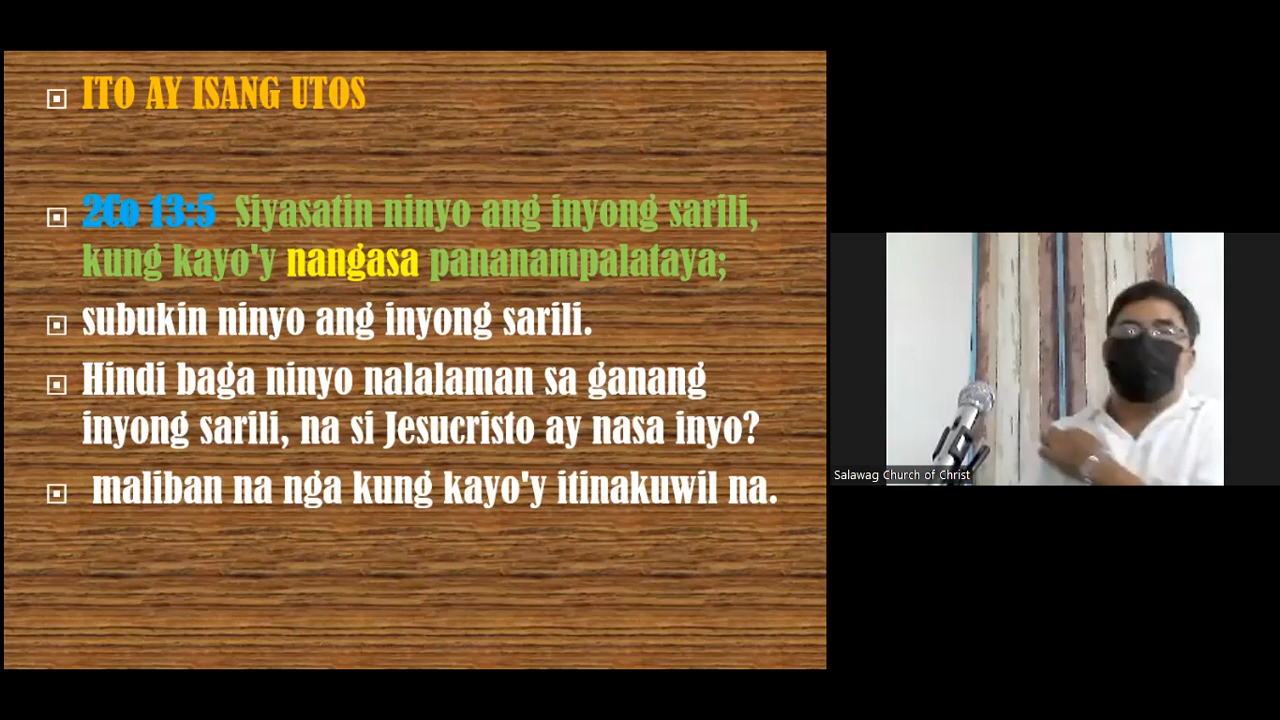 ITO AY ISANG UTOS
2Co 13:5 Siyasatin ninyo ang inyong sarili,
kung kayo'y nangasa pananampalataya;
subukin ninyo ang inyong sarili.
Hindi baga ninyo nalalaman sa ganang
inyong sarili, na si Jesucristo ay nasa inyo?
maliban na nga kung kayo'y itinakuwil na.
Salawag Church of Christ